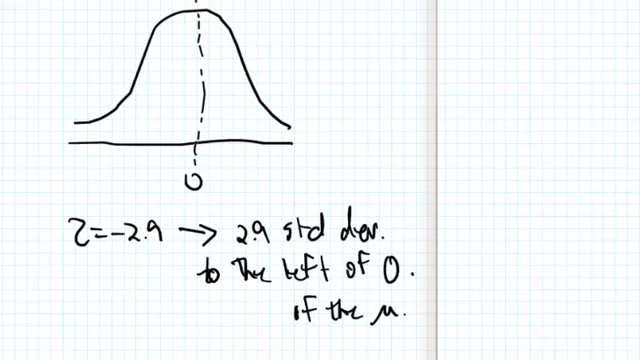 0
z=-2.9 → 2.9 std dev.
to the left of 0.
of the μ.